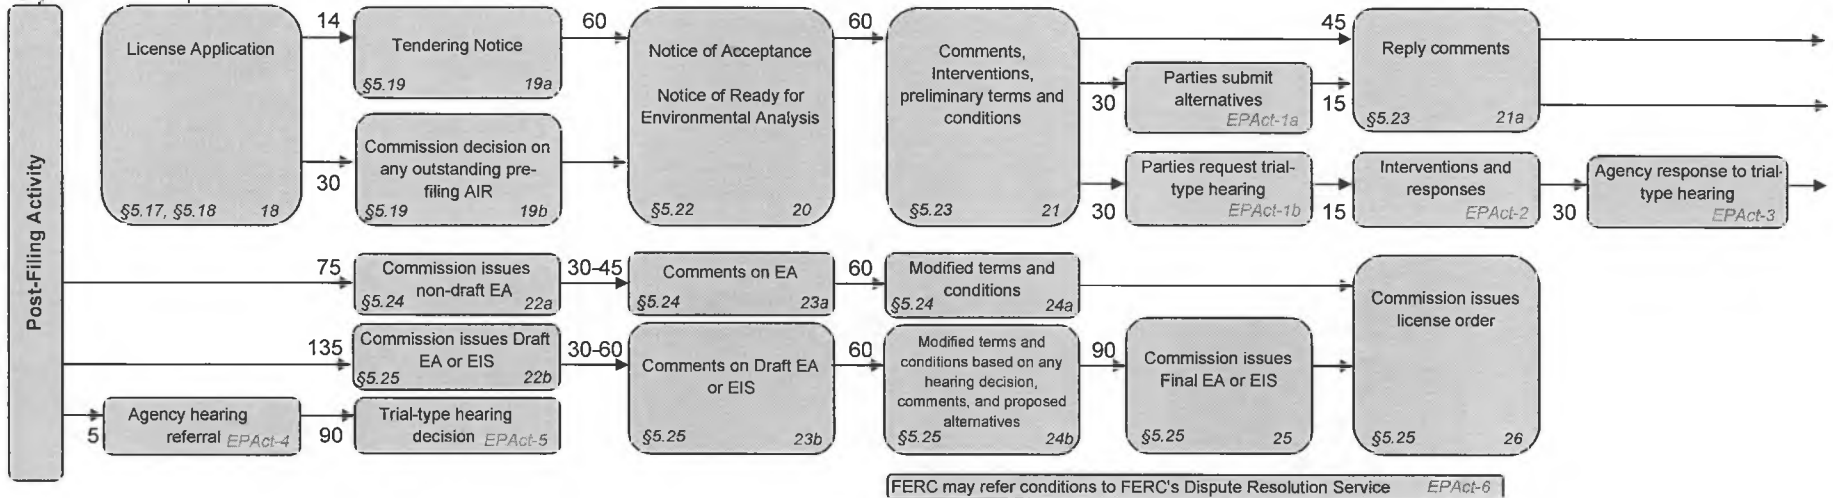 Post-Filing Activity
License Application
§5.17, §5.18 18
14
Tendering Notice
§5.19 19a
30
Commission decision on
any outstanding pre-
filing AIR
§5.19 19b
60
Notice of Acceptance
Notice of Ready for
Environmental Analysis
§5.22 20
60
Comments,
Interventions,
preliminary terms and
conditions
§5.23 21
45
30
Parties submit
alternatives
EPAct-1a
15
Reply comments
§5.23 21a
30
Parties request trial-
type hearing
EPAct-1b
15
Interventions and
responses
EPAct-2
30
Agency response to trial-
type hearing
EPAct-3
75
Commission issues
non-draft EA
§5.24 22a
30-45
Comments on EA
§5.24 23a
60
Modified terms and
conditions
§5.24 24a
135
Commission issues Draft
EA or EIS
§5.25 22b
30-60
Comments on Draft EA
or EIS
§5.25 23b
60
Modified terms and
conditions based on any
hearing decision,
comments, and proposed
alternatives
§5.25 24b
90
Commission issues
Final EA or EIS
§5.25 25
Commission issues
license order
§5.25 26
5
Agency hearing
referral EPAct-4
90
Trial-type hearing
decision EPAct-5
FERC may refer conditions to FERC's Dispute Resolution Service EPAct-6